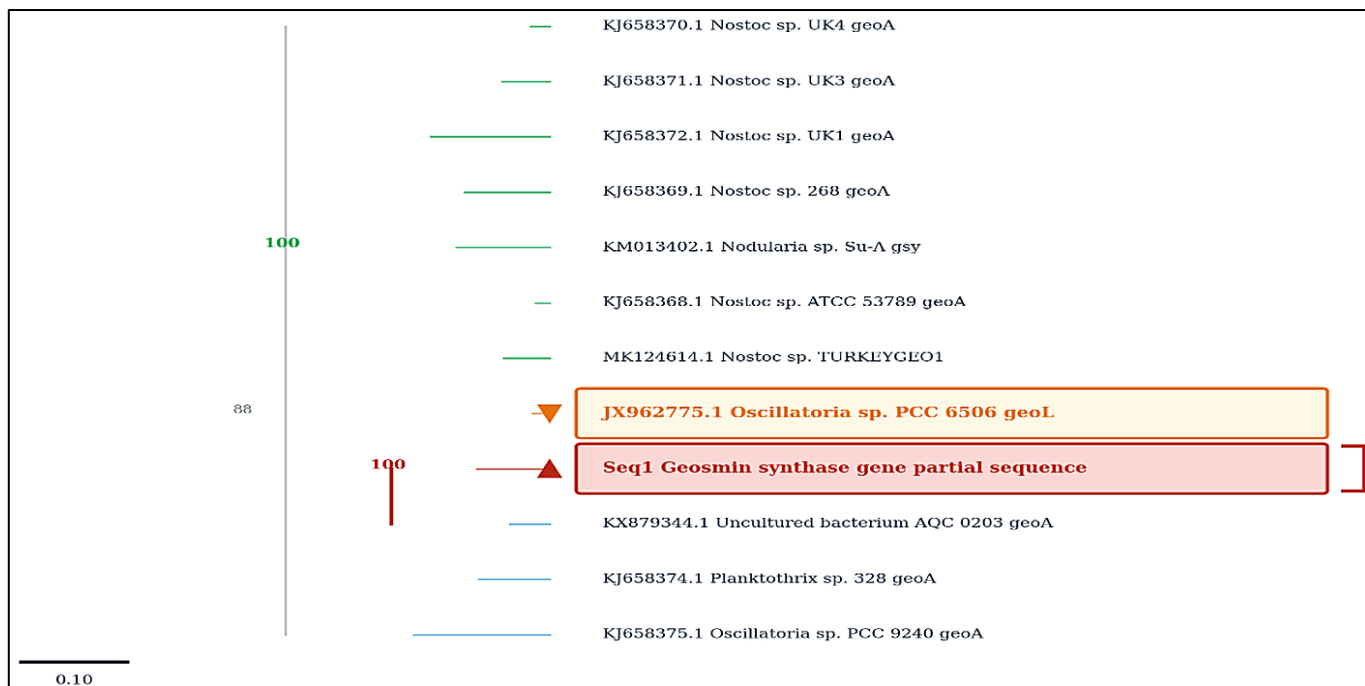 KJ658370.1 Nostoc sp. UK4 geoA
KJ658371.1 Nostoc sp. UK3 geoA
KJ658372.1 Nostoc sp. UK1 geoA
KJ658369.1 Nostoc sp. 268 geoA
100
KM013402.1 Nodularia sp. Su-A gsy
KJ658368.1 Nostoc sp. ATCC 53789 geoA
MK124614.1 Nostoc sp. TURKEYGEO1
88
JX962775.1 Oscillatoria sp. PCC 6506 geoL
100
Seq1 Geosmin synthase gene partial sequence
KX879344.1 Uncultured bacterium AQC 0203 geoA
KJ658374.1 Planktothrix sp. 328 geoA
KJ658375.1 Oscillatoria sp. PCC 9240 geoA
0.10